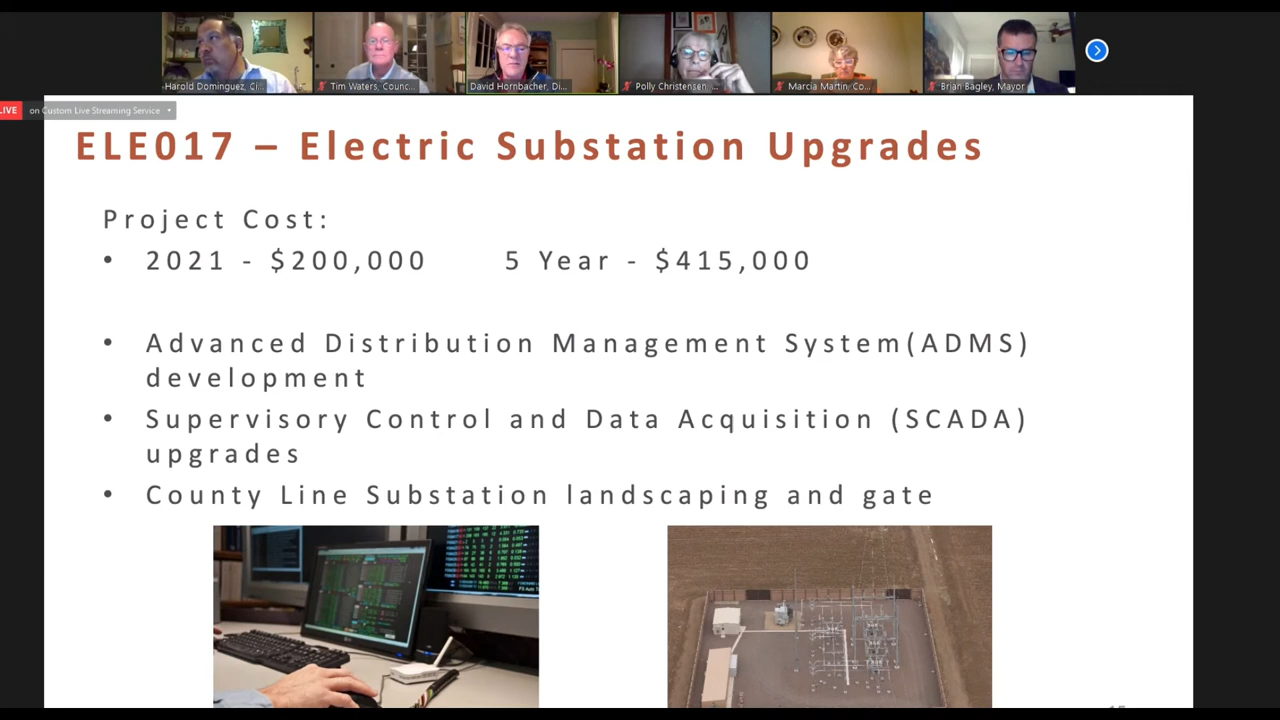 Harold Dominguez, Ci...
Tim Waters, Counc...
David Hornbacher, Di...
Polly Christensen, ...
Marcia Martin, Co...
Brian Bagley, Mayor
LIVE on Custom Live Streaming Service
ELE017 – Electric Substation Upgrades
Project Cost:
• 2021 - $200,000 5 Year - $415,000
• Advanced Distribution Management System(ADMS)
development
• Supervisory Control and Data Acquisition (SCADA)
upgrades
• County Line Substation landscaping and gate